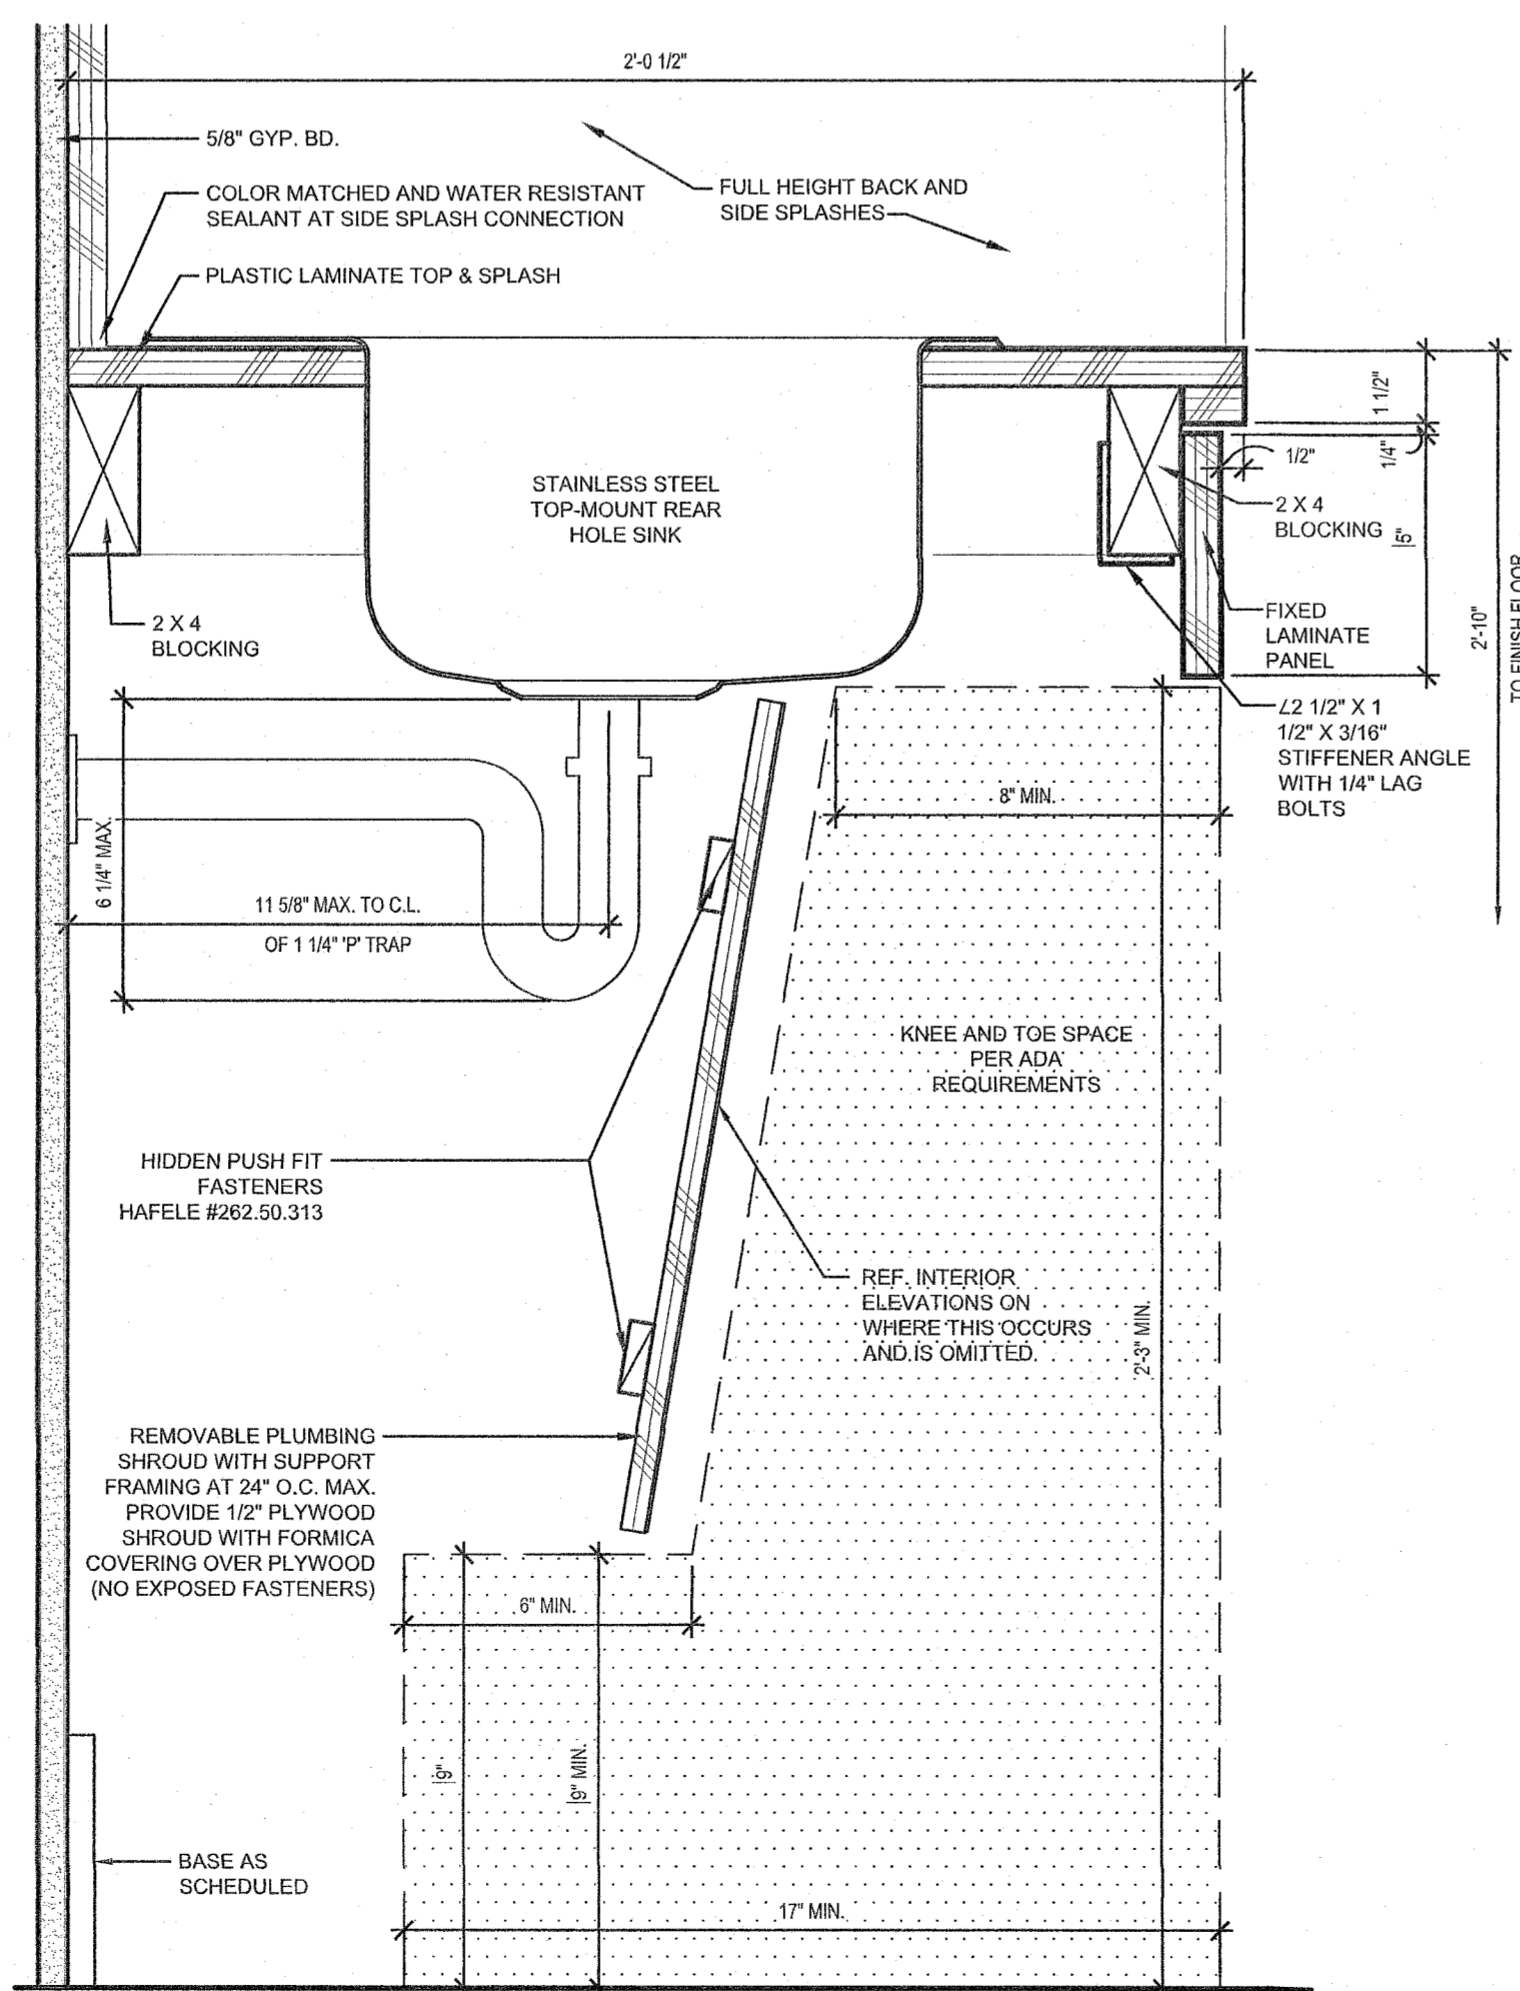 2'-0 1/2"
5/8" GYP. BD.
COLOR MATCHED AND WATER RESISTANT
SEALANT AT SIDE SPLASH CONNECTION
FULL HEIGHT BACK AND
SIDE SPLASHES
PLASTIC LAMINATE TOP & SPLASH
1 1/2"
1/4"
1/2"
STAINLESS STEEL
TOP-MOUNT REAR
HOLE SINK
2 X 4
BLOCKING
5"
2'-10"
TO FINISH FLOOR
2 X 4
BLOCKING
FIXED
LAMINATE
PANEL
∠2 1/2" X 1
1/2" X 3/16"
STIFFENER ANGLE
WITH 1/4" LAG
BOLTS
8" MIN.
6 1/4" MAX.
11 5/8" MAX. TO C.L.
OF 1 1/4" 'P' TRAP
KNEE AND TOE SPACE
PER ADA
REQUIREMENTS
HIDDEN PUSH FIT
FASTENERS
HAFELE #262.50.313
REF. INTERIOR
ELEVATIONS ON
WHERE THIS OCCURS
AND IS OMITTED.
2'-3" MIN.
REMOVABLE PLUMBING
SHROUD WITH SUPPORT
FRAMING AT 24" O.C. MAX.
PROVIDE 1/2" PLYWOOD
SHROUD WITH FORMICA
COVERING OVER PLYWOOD
(NO EXPOSED FASTENERS)
6" MIN.
9"
9" MIN.
BASE AS
SCHEDULED
17" MIN.